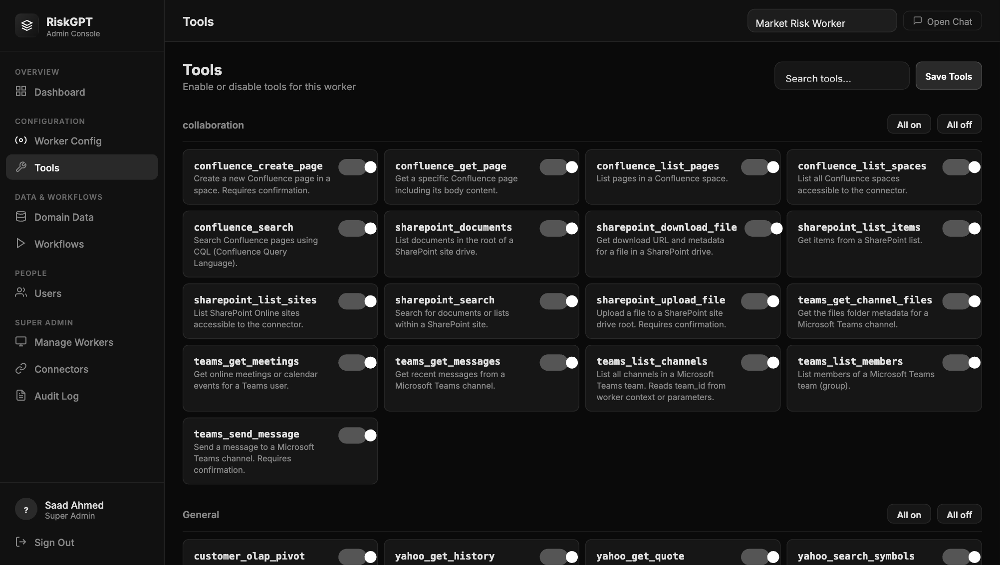 RiskGPT
Admin Console
OVERVIEW
Dashboard
CONFIGURATION
Worker Config
Tools
DATA & WORKFLOWS
Domain Data
Workflows
PEOPLE
Users
SUPER ADMIN
Manage Workers
Connectors
Audit Log
?
Saad Ahmed
Super Admin
Sign Out
Tools
Market Risk Worker
Open Chat
Tools
Enable or disable tools for this worker
Search tools...
Save Tools
collaboration
All on
All off
confluence_create_page
Create a new Confluence page in a
space. Requires confirmation.
confluence_get_page
Get a specific Confluence page
including its body content.
confluence_list_pages
List pages in a Confluence space.
confluence_list_spaces
List all Confluence spaces
accessible to the connector.
confluence_search
Search Confluence pages using
CQL (Confluence Query
Language).
sharepoint_documents
List documents in the root of a
SharePoint site drive.
sharepoint_download_file
Get download URL and metadata
for a file in a SharePoint drive.
sharepoint_list_items
Get items from a SharePoint list.
sharepoint_list_sites
List SharePoint Online sites
accessible to the connector.
sharepoint_search
Search for documents or lists
within a SharePoint site.
sharepoint_upload_file
Upload a file to a SharePoint site
drive root. Requires confirmation.
teams_get_channel_files
Get the files folder metadata for a
Microsoft Teams channel.
teams_get_meetings
Get online meetings or calendar
events for a Teams user.
teams_get_messages
Get recent messages from a
Microsoft Teams channel.
teams_list_channels
List all channels in a Microsoft
Teams team. Reads team_id from
worker context or parameters.
teams_list_members
List members of a Microsoft Teams
team (group).
teams_send_message
Send a message to a Microsoft
Teams channel. Requires
confirmation.
General
All on
All off
customer_olap_pivot
yahoo_get_history
yahoo_get_quote
yahoo_search_symbols